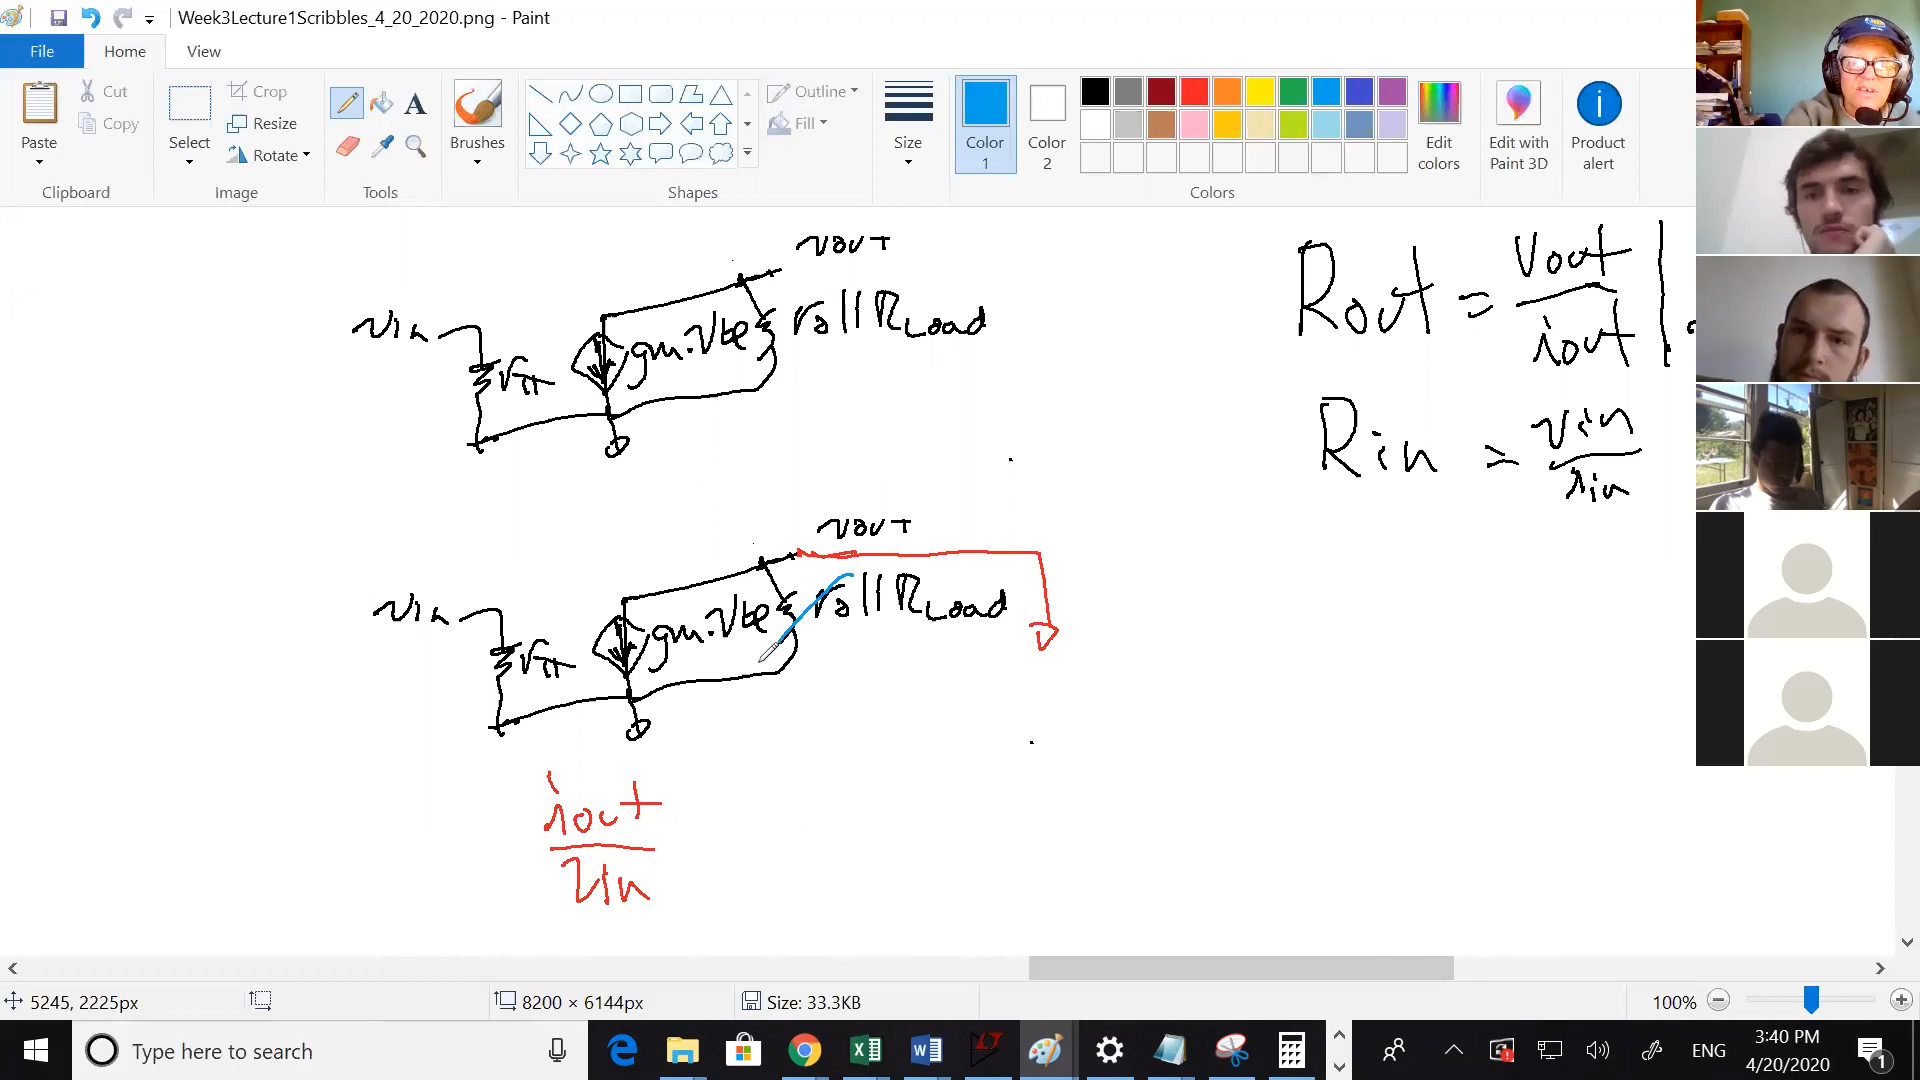 Week3Lecture1Scribbles_4_20_2020.png - Paint
File Home View
Paste
Cut
Copy
Clipboard
Select
Crop
Resize
Rotate
Image
A
Tools
Brushes
Shapes
Outline
Fill
Size
Color 1
Color 2
Colors
Edit colors
Edit with Paint 3D
Product alert
vout
vin
rπ
gm.Vbe
ro||RLoad
Rout = vout / iout |
Rin = vin / iin
vout
vin
rπ
gm.Vbe
ro||RLoad
iout
vin
5245, 2225px
8200 × 6144px
Size: 33.3KB
100%
Type here to search
ENG
3:40 PM
4/20/2020
1